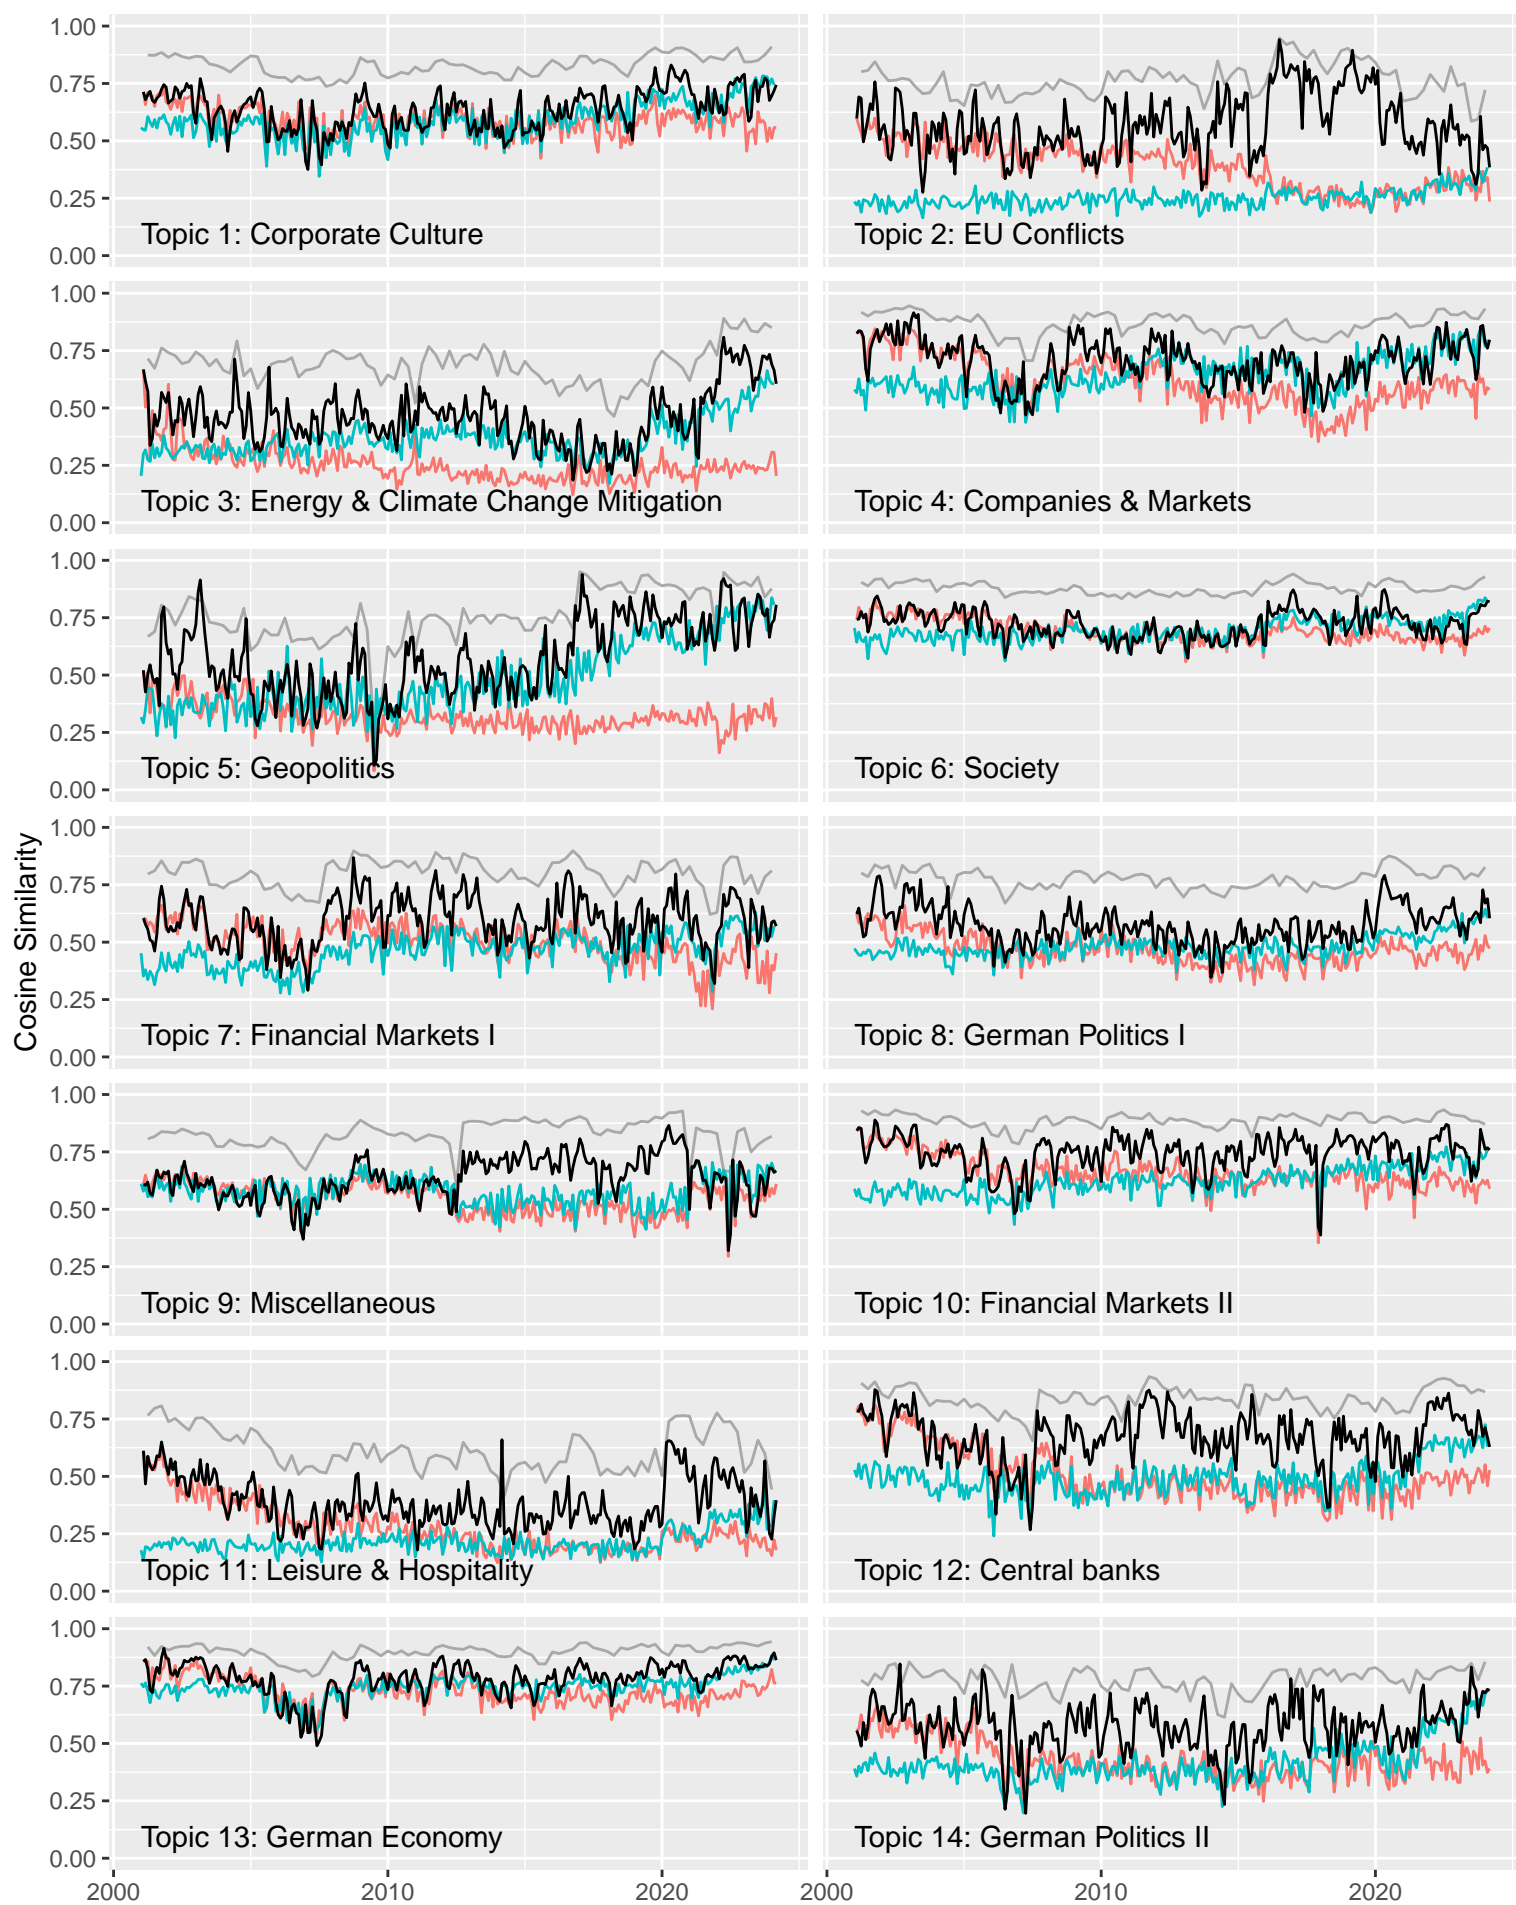 1.00
0.75
0.50
0.25
0.00
Topic 1: Corporate Culture
Topic 2: EU Conflicts
1.00
0.75
0.50
0.25
0.00
Topic 3: Energy & Climate Change Mitigation
Topic 4: Companies & Markets
1.00
0.75
0.50
0.25
0.00
Topic 5: Geopolitics
Topic 6: Society
Cosine Similarity
1.00
0.75
0.50
0.25
0.00
Topic 7: Financial Markets I
Topic 8: German Politics I
1.00
0.75
0.50
0.25
0.00
Topic 9: Miscellaneous
Topic 10: Financial Markets II
1.00
0.75
0.50
0.25
0.00
Topic 11: Leisure & Hospitality
Topic 12: Central banks
1.00
0.75
0.50
0.25
0.00
Topic 13: German Economy
Topic 14: German Politics II
2000 2010 2020 2000 2010 2020